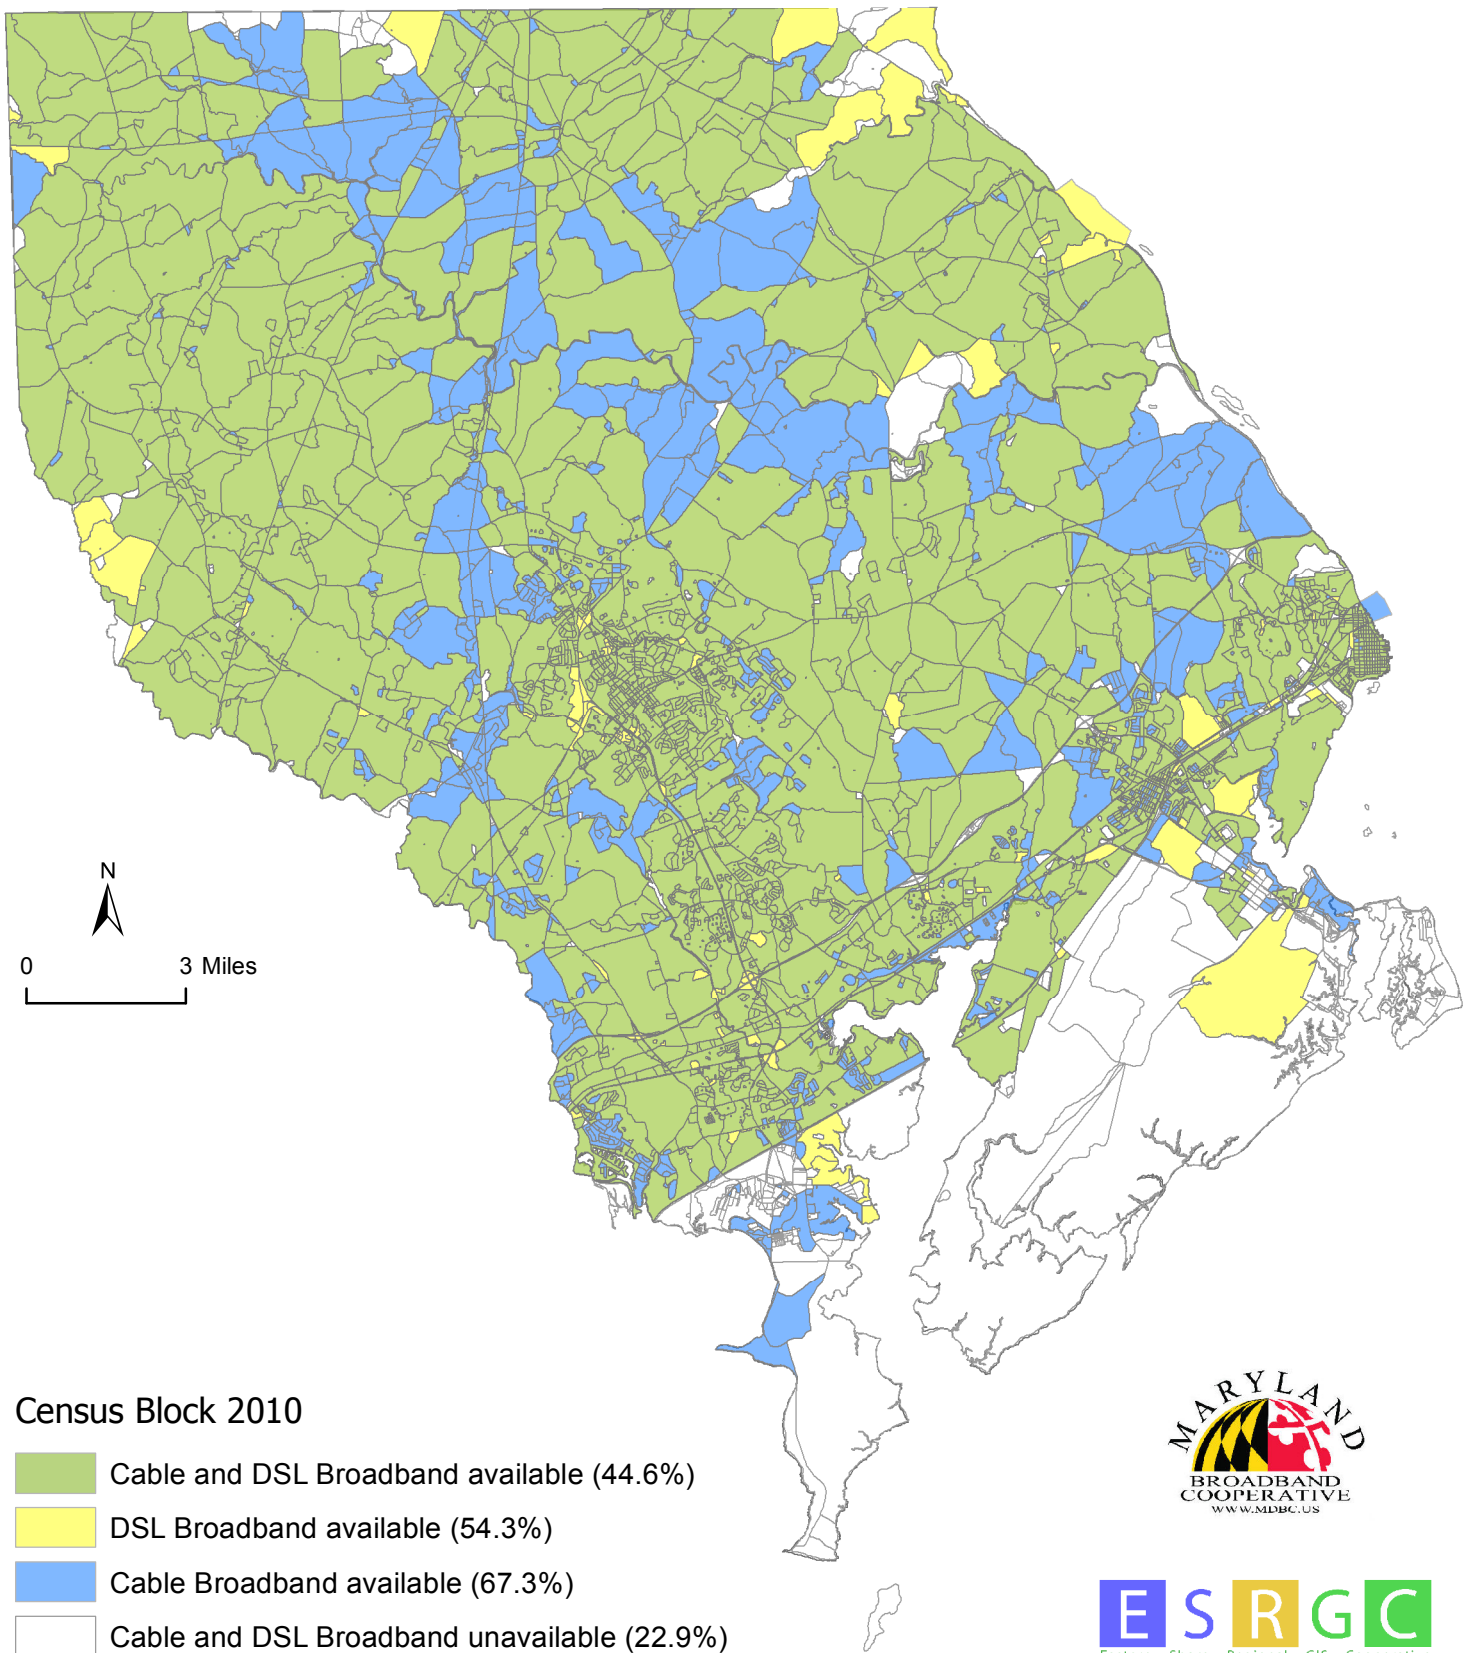 N
0 3 Miles
Census Block 2010
Cable and DSL Broadband available (44.6%)
DSL Broadband available (54.3%)
Cable Broadband available (67.3%)
Cable and DSL Broadband unavailable (22.9%)
MARYLAND
BROADBAND
COOPERATIVE
WWW.MDBC.US
ESRGC